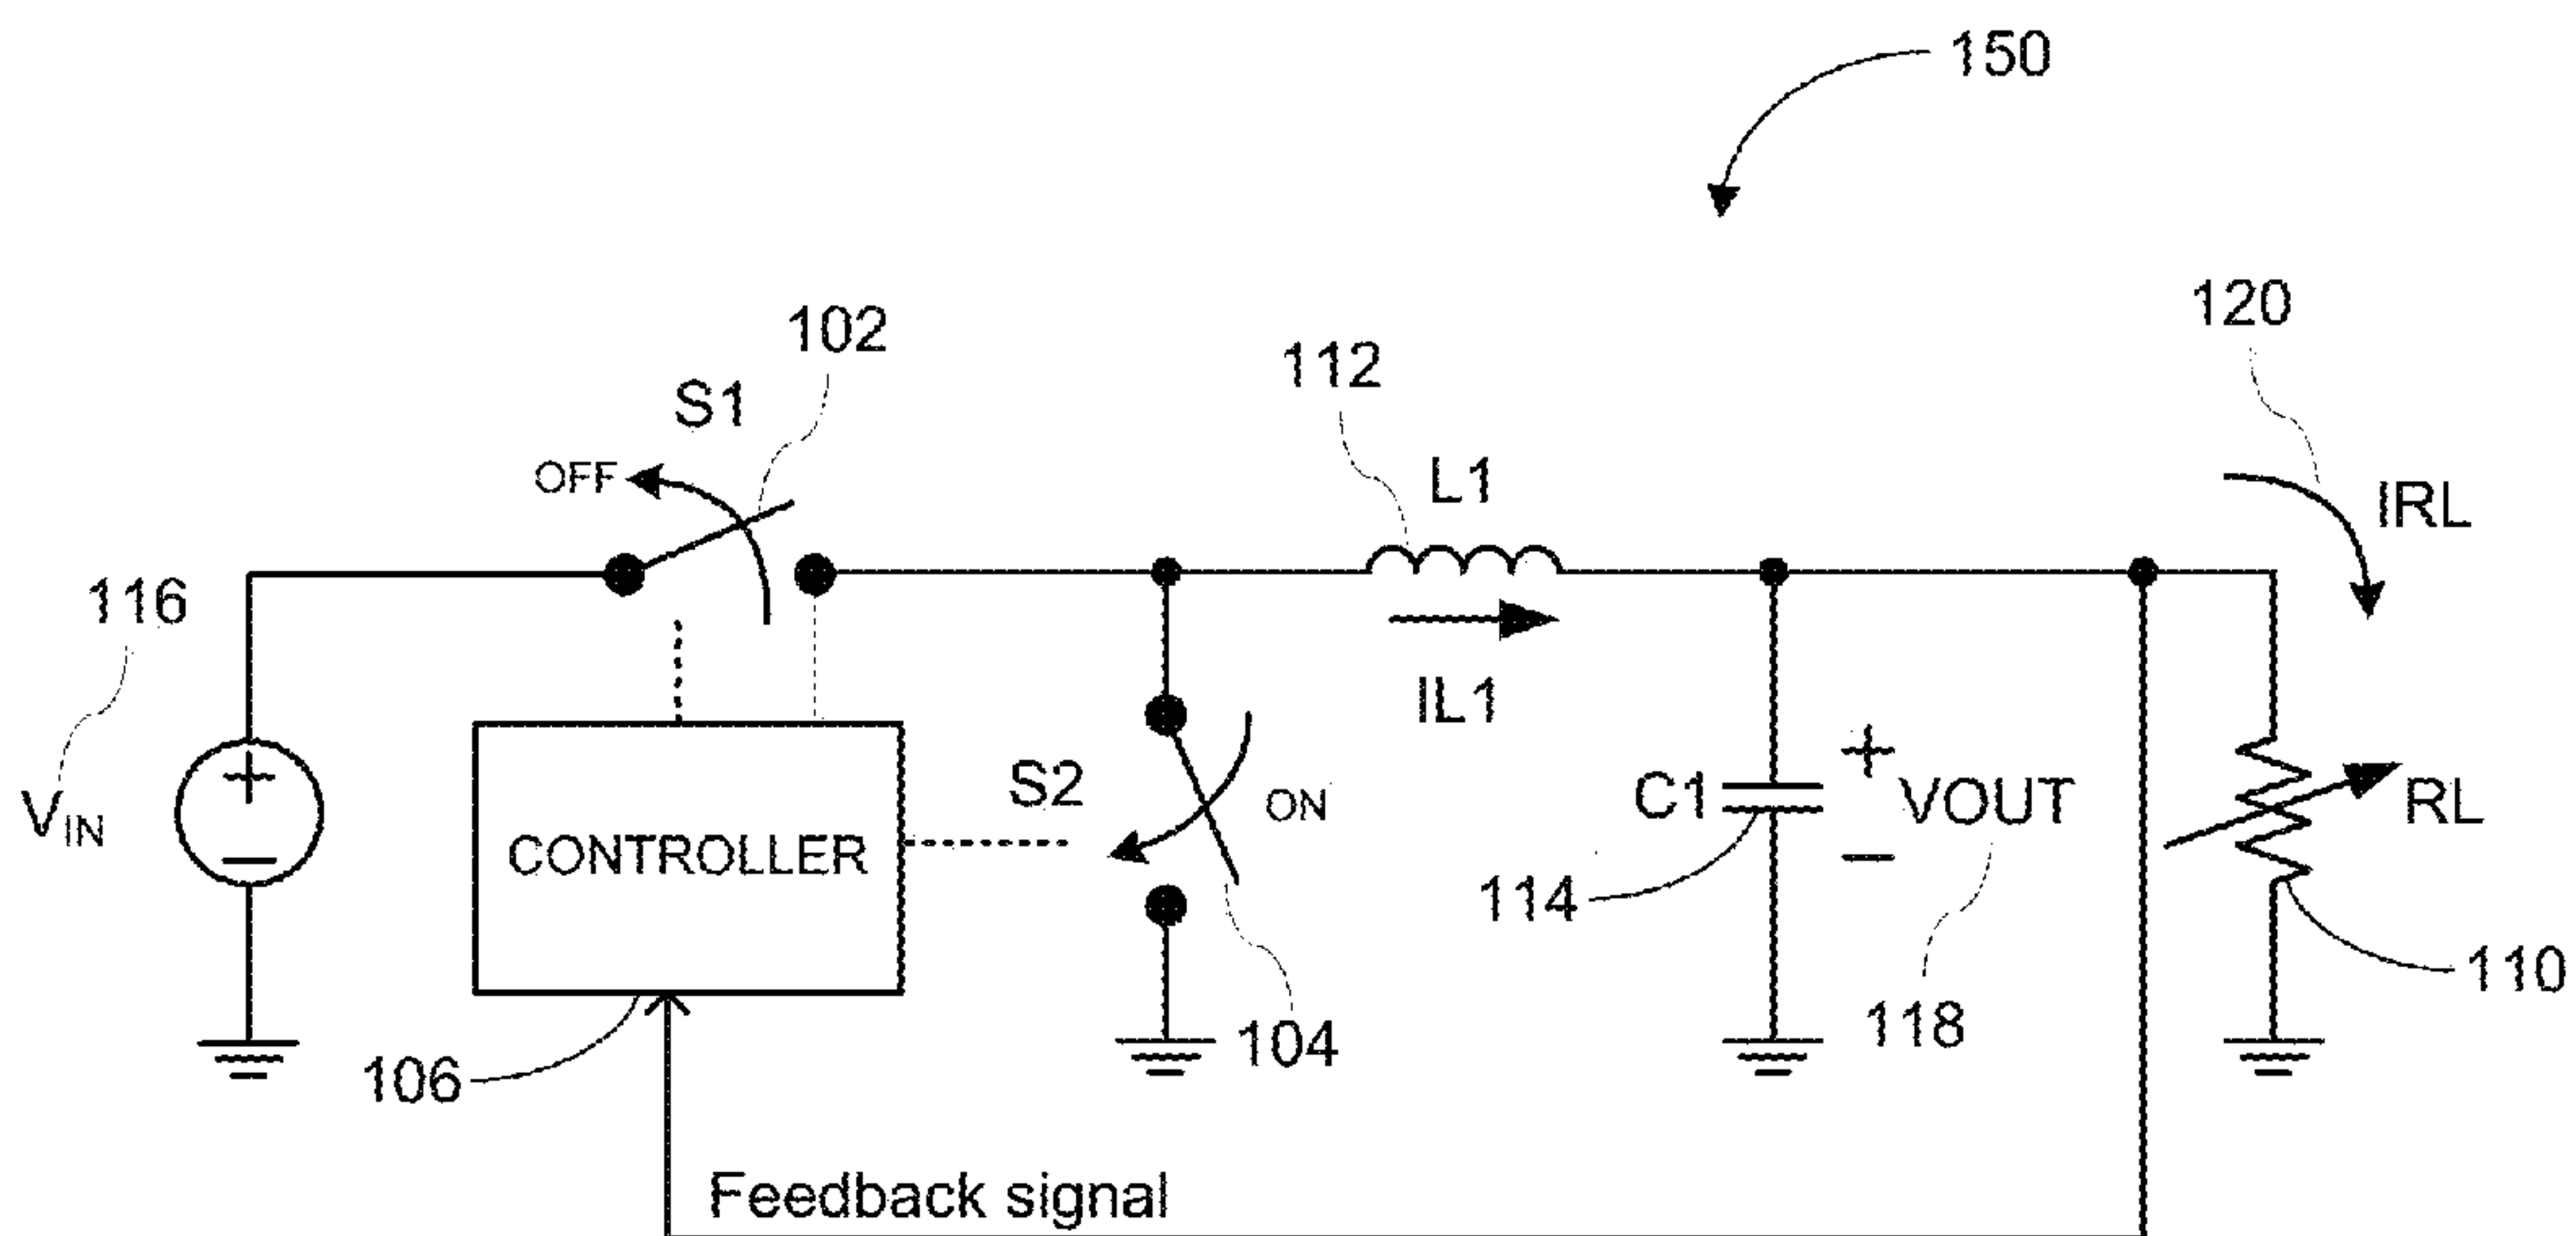 150
120
102
112
S1
OFF
L1
IRL
116
IL1
VIN
+
−
CONTROLLER
S2
ON
C1
+
VOUT
−
RL
114
110
118
104
106
Feedback signal